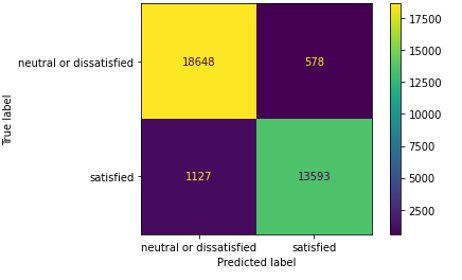 neutral or dissatisfied
18648
578
True label
satisfied
1127
13593
neutral or dissatisfied
satisfied
Predicted label
17500
15000
12500
10000
7500
5000
2500